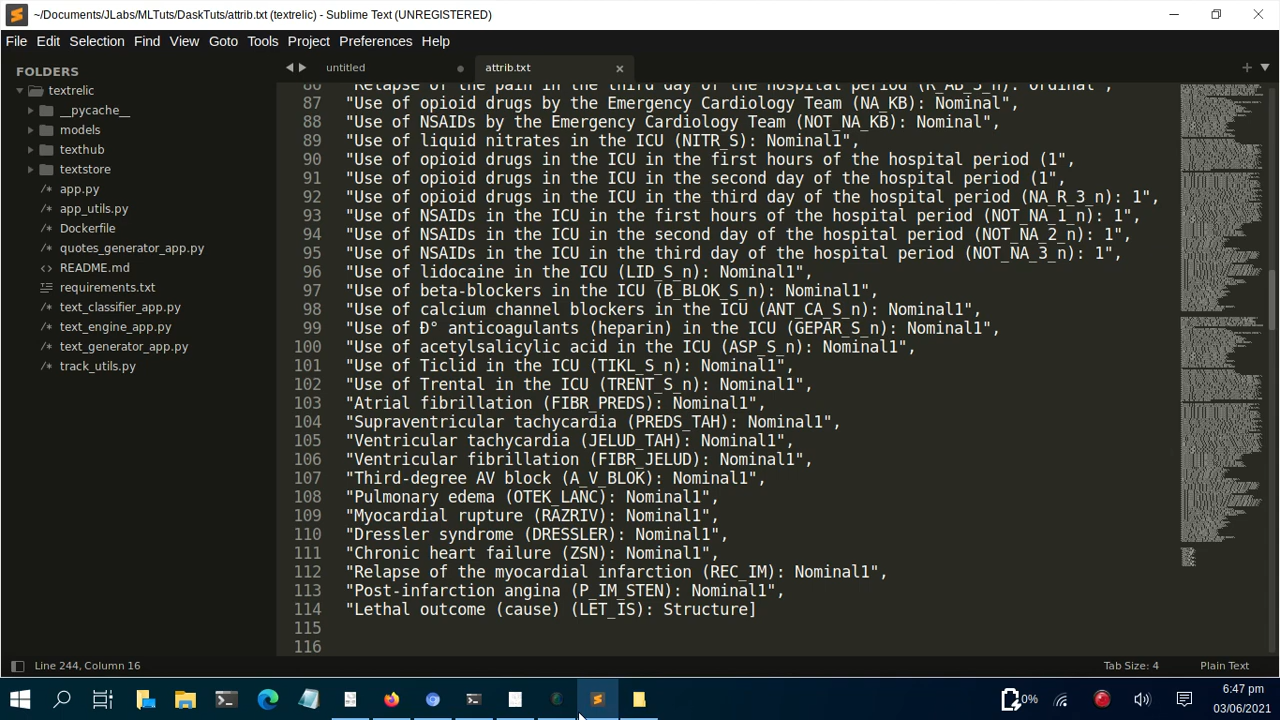 ~/Documents/JLabs/MLTuts/DaskTuts/attrib.txt (textrelic) - Sublime Text (UNREGISTERED)
File Edit Selection Find View Goto Tools Project Preferences Help
FOLDERS
textrelic
__pycache__
models
texthub
textstore
app.py
app_utils.py
Dockerfile
quotes_generator_app.py
README.md
requirements.txt
text_classifier_app.py
text_engine_app.py
text_generator_app.py
track_utils.py
untitled
attrib.txt
86 "Relapse of the pain in the third day of the hospital period (R_AB_3_n): Ordinal",
87 "Use of opioid drugs by the Emergency Cardiology Team (NA_KB): Nominal",
88 "Use of NSAIDs by the Emergency Cardiology Team (NOT_NA_KB): Nominal",
89 "Use of liquid nitrates in the ICU (NITR_S): Nominal1",
90 "Use of opioid drugs in the ICU in the first hours of the hospital period (1",
91 "Use of opioid drugs in the ICU in the second day of the hospital period (1",
92 "Use of opioid drugs in the ICU in the third day of the hospital period (NA_R_3_n): 1",
93 "Use of NSAIDs in the ICU in the first hours of the hospital period (NOT_NA_1_n): 1",
94 "Use of NSAIDs in the ICU in the second day of the hospital period (NOT_NA_2_n): 1",
95 "Use of NSAIDs in the ICU in the third day of the hospital period (NOT_NA_3_n): 1",
96 "Use of lidocaine in the ICU (LID_S_n): Nominal1",
97 "Use of beta-blockers in the ICU (B_BLOK_S_n): Nominal1",
98 "Use of calcium channel blockers in the ICU (ANT_CA_S_n): Nominal1",
99 "Use of Ð° anticoagulants (heparin) in the ICU (GEPAR_S_n): Nominal1",
100 "Use of acetylsalicylic acid in the ICU (ASP_S_n): Nominal1",
101 "Use of Ticlid in the ICU (TIKL_S_n): Nominal1",
102 "Use of Trental in the ICU (TRENT_S_n): Nominal1",
103 "Atrial fibrillation (FIBR_PREDS): Nominal1",
104 "Supraventricular tachycardia (PREDS_TAH): Nominal1",
105 "Ventricular tachycardia (JELUD_TAH): Nominal1",
106 "Ventricular fibrillation (FIBR_JELUD): Nominal1",
107 "Third-degree AV block (A_V_BLOK): Nominal1",
108 "Pulmonary edema (OTEK_LANC): Nominal1",
109 "Myocardial rupture (RAZRIV): Nominal1",
110 "Dressler syndrome (DRESSLER): Nominal1",
111 "Chronic heart failure (ZSN): Nominal1",
112 "Relapse of the myocardial infarction (REC_IM): Nominal1",
113 "Post-infarction angina (P_IM_STEN): Nominal1",
114 "Lethal outcome (cause) (LET_IS): Structure]
115
116
Line 244, Column 16
Tab Size: 4
Plain Text
0%
6:47 pm
03/06/2021